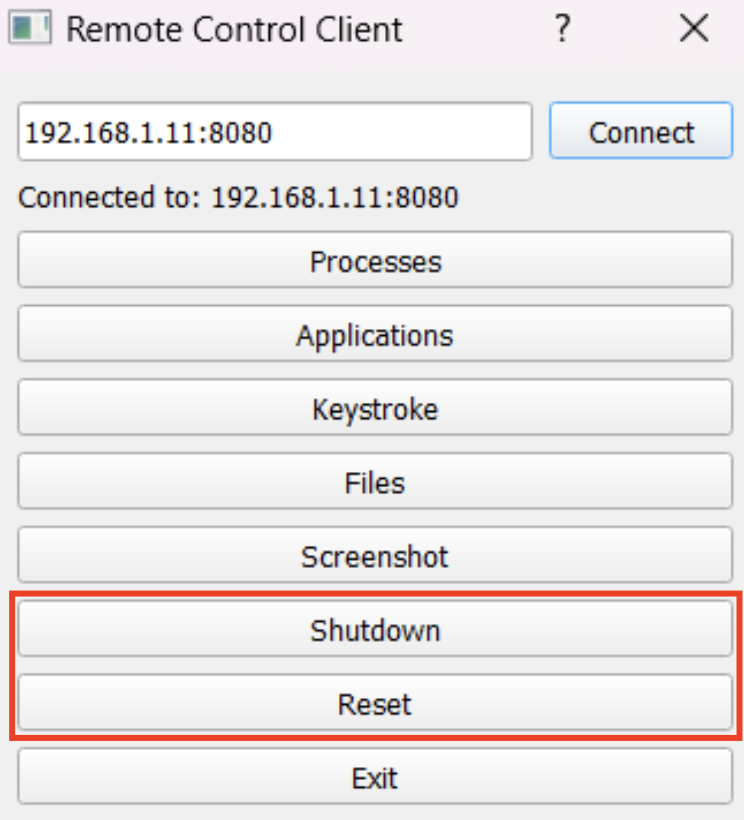 Remote Control Client ?
192.168.1.11:8080 Connect
Connected to: 192.168.1.11:8080
Processes
Applications
Keystroke
Files
Screenshot
Shutdown
Reset
Exit